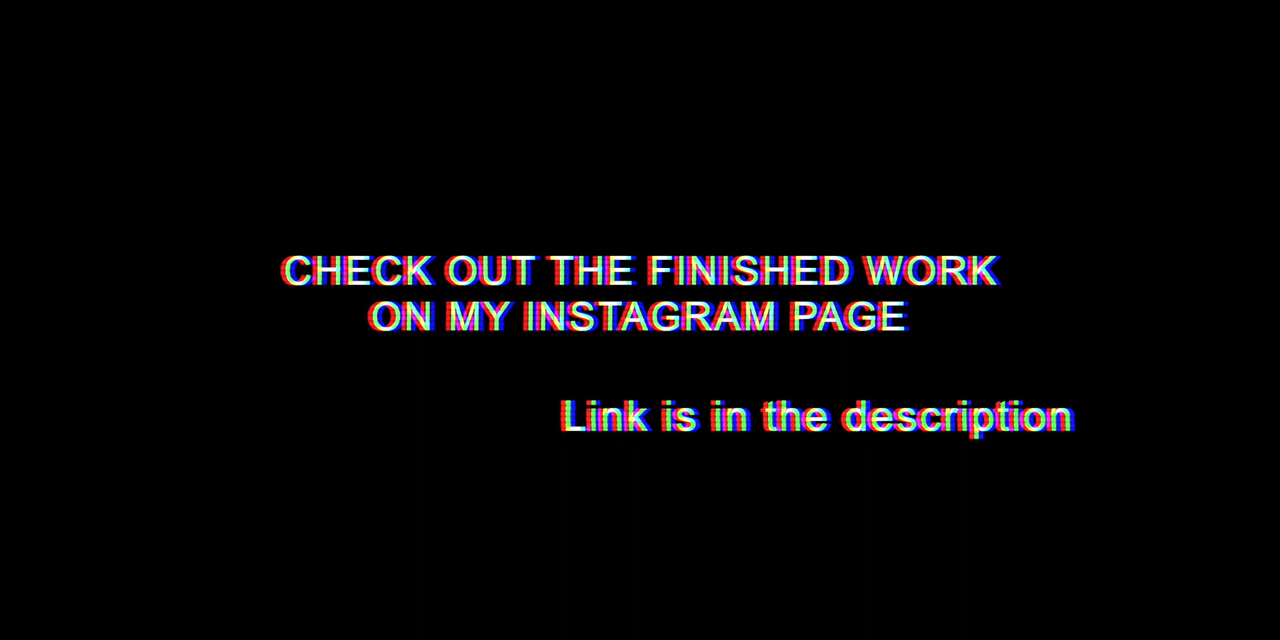 CHECK OUT THE FINISHED WORK
ON MY INSTAGRAM PAGE
Link is in the description